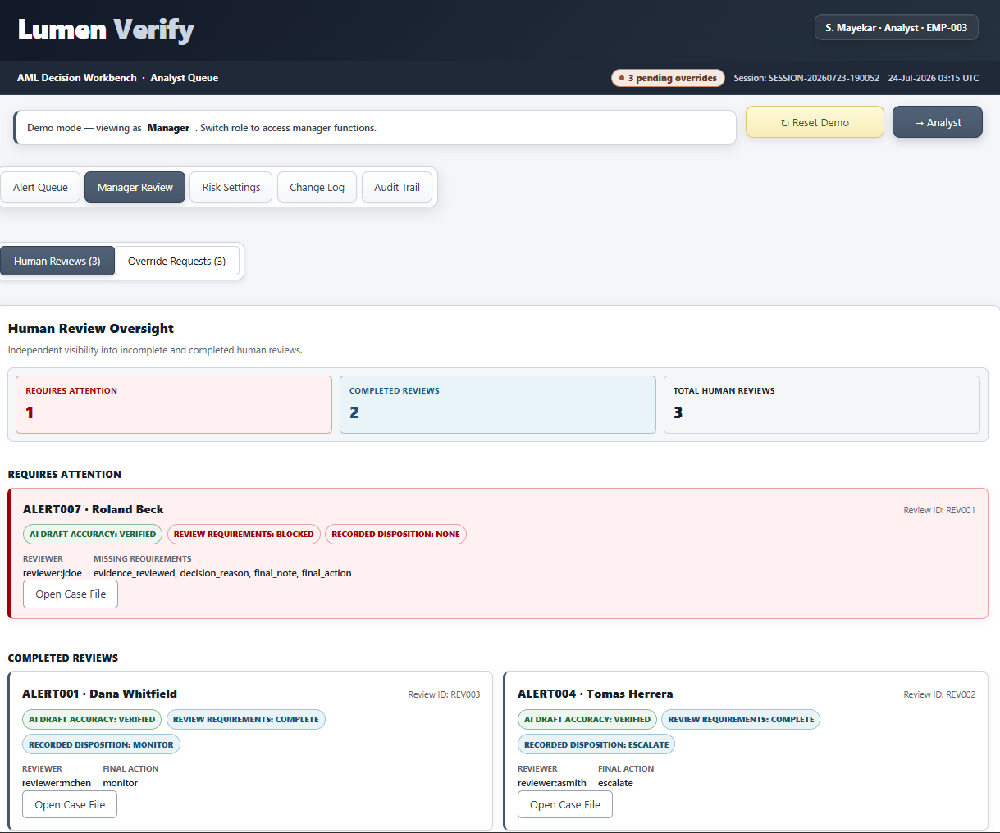 Lumen Verify
S. Mayekar · Analyst · EMP-003
AML Decision Workbench · Analyst Queue
● 3 pending overrides
Session: SESSION-20260723-190052
24-Jul-2026 03:15 UTC
Demo mode — viewing as Manager . Switch role to access manager functions.
↻ Reset Demo
→ Analyst
Alert Queue
Manager Review
Risk Settings
Change Log
Audit Trail
Human Reviews (3)
Override Requests (3)
Human Review Oversight
Independent visibility into incomplete and completed human reviews.
REQUIRES ATTENTION
1
COMPLETED REVIEWS
2
TOTAL HUMAN REVIEWS
3
REQUIRES ATTENTION
ALERT007 · Roland Beck
Review ID: REV001
AI DRAFT ACCURACY: VERIFIED
REVIEW REQUIREMENTS: BLOCKED
RECORDED DISPOSITION: NONE
REVIEWER
reviewer:jdoe
MISSING REQUIREMENTS
evidence_reviewed, decision_reason, final_note, final_action
Open Case File
COMPLETED REVIEWS
ALERT001 · Dana Whitfield
Review ID: REV003
AI DRAFT ACCURACY: VERIFIED
REVIEW REQUIREMENTS: COMPLETE
RECORDED DISPOSITION: MONITOR
REVIEWER
reviewer:mchen
FINAL ACTION
monitor
Open Case File
ALERT004 · Tomas Herrera
Review ID: REV002
AI DRAFT ACCURACY: VERIFIED
REVIEW REQUIREMENTS: COMPLETE
RECORDED DISPOSITION: ESCALATE
REVIEWER
reviewer:asmith
FINAL ACTION
escalate
Open Case File